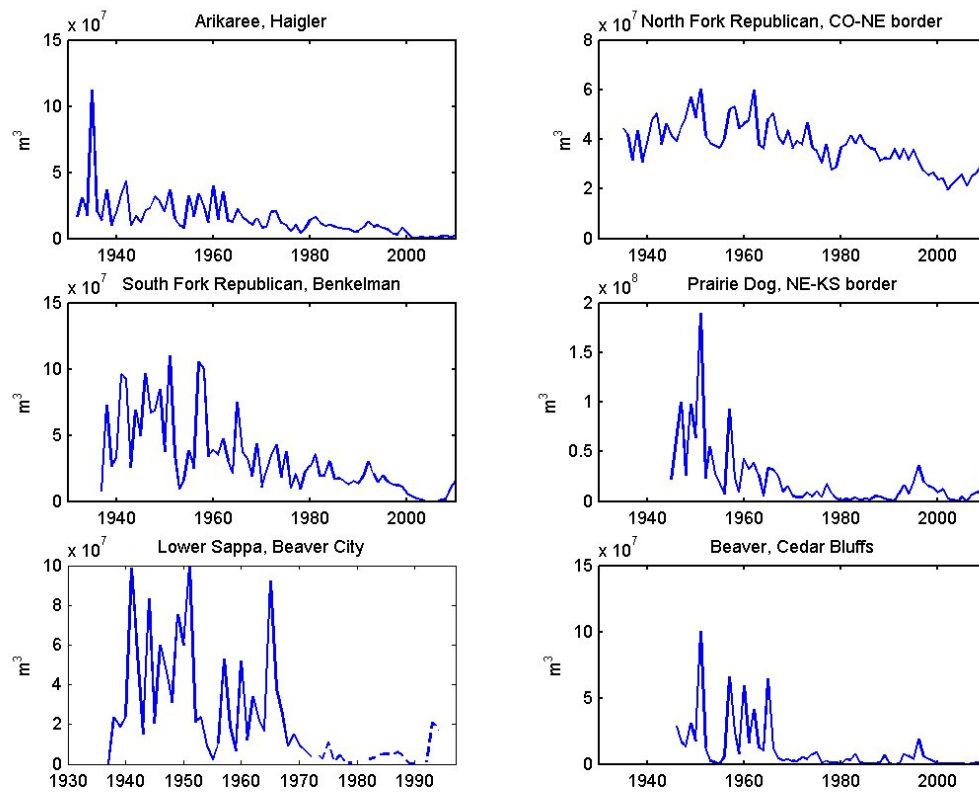 Arikaree, Haigler
x 10^7
15
10
5
0
m^3
1940 1960 1980 2000
North Fork Republican, CO-NE border
x 10^7
8
6
4
2
0
m^3
1940 1960 1980 2000
South Fork Republican, Benkelman
x 10^7
15
10
5
0
m^3
1940 1960 1980 2000
Prairie Dog, NE-KS border
x 10^8
2
1.5
1
0.5
0
m^3
1940 1960 1980 2000
Lower Sappa, Beaver City
x 10^7
10
8
6
4
2
0
m^3
1930 1940 1950 1960 1970 1980 1990
Beaver, Cedar Bluffs
x 10^7
15
10
5
0
m^3
1940 1960 1980 2000